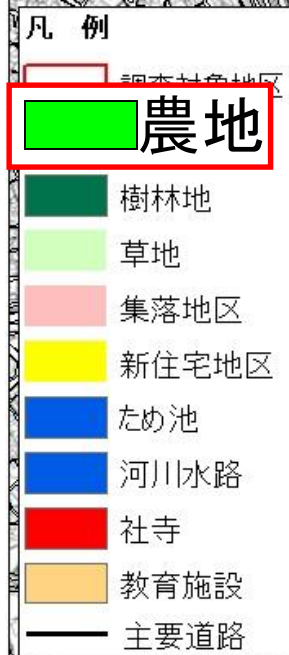 凡 例
調査対象地区
農地
樹林地
草地
集落地区
新住宅地区
ため池
河川水路
社寺
教育施設
主要道路